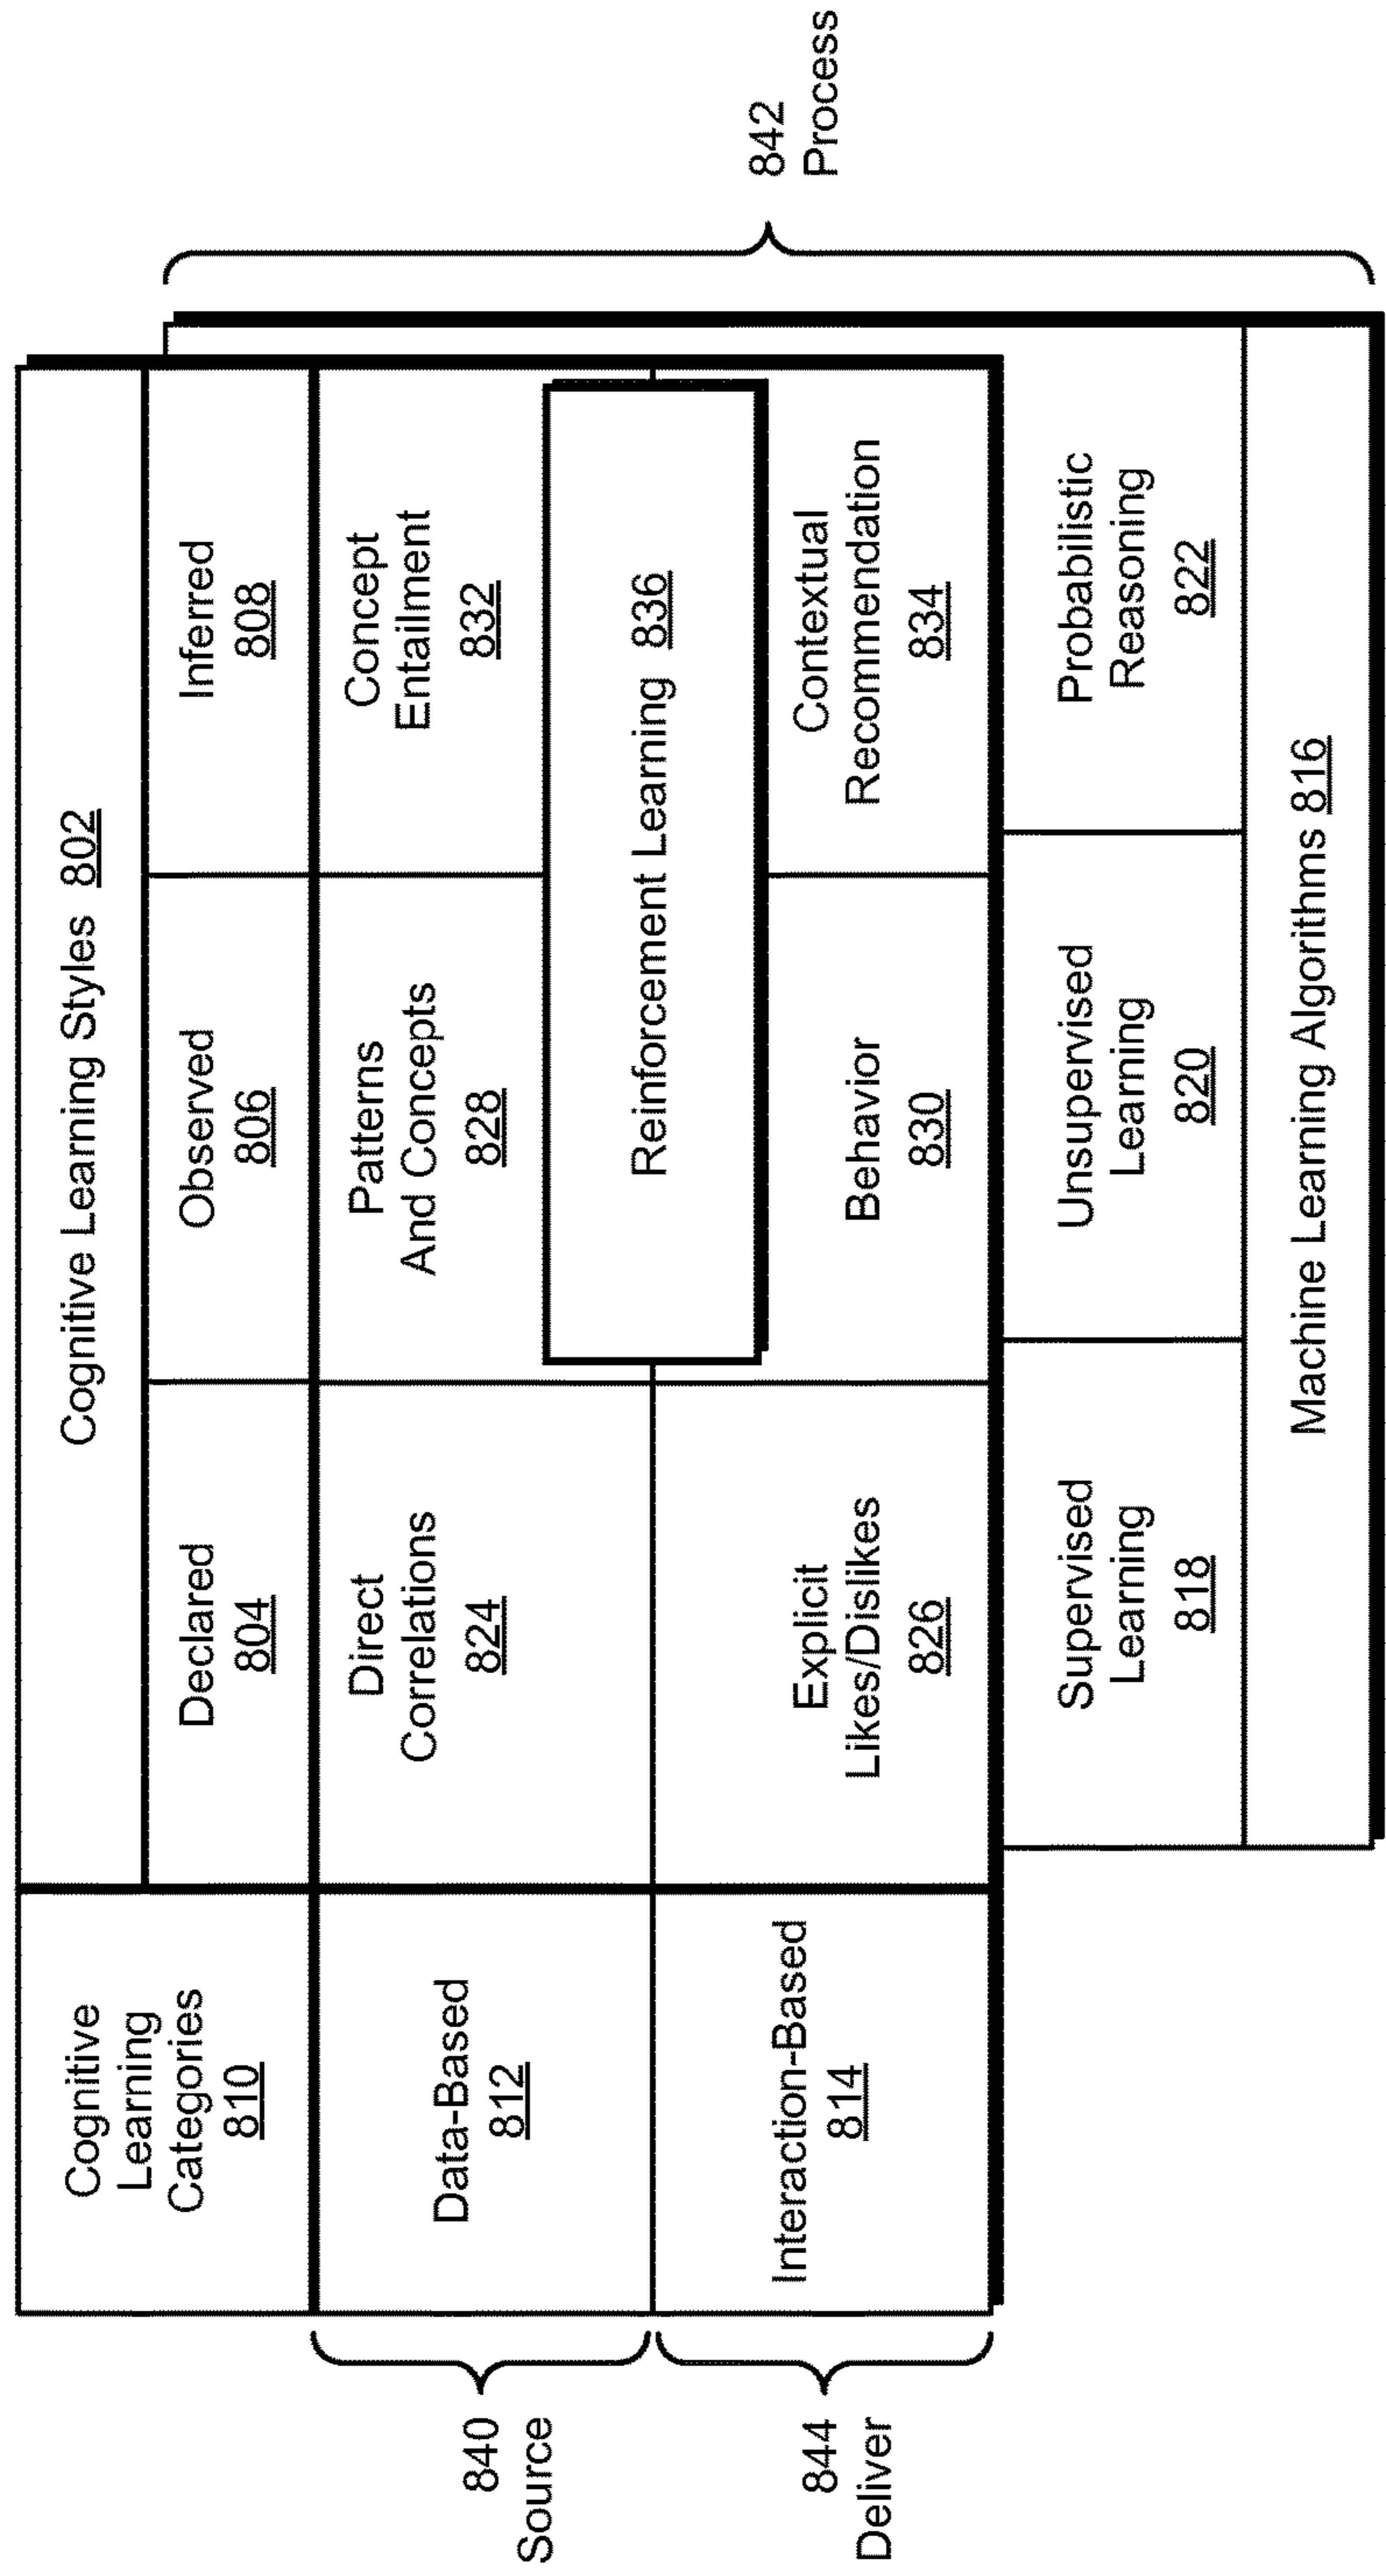 Cognitive Learning Styles 802
Cognitive
Learning
Categories
810
Declared
804
Observed
806
Inferred
808
840
Source
Data-Based
812
Direct
Correlations
824
Patterns
And Concepts
828
Concept
Entailment
832
Reinforcement Learning 836
844
Deliver
Interaction-Based
814
Explicit
Likes/Dislikes
826
Behavior
830
Contextual
Recommendation
834
842
Process
Supervised
Learning
818
Unsupervised
Learning
820
Probabilistic
Reasoning
822
Machine Learning Algorithms 816